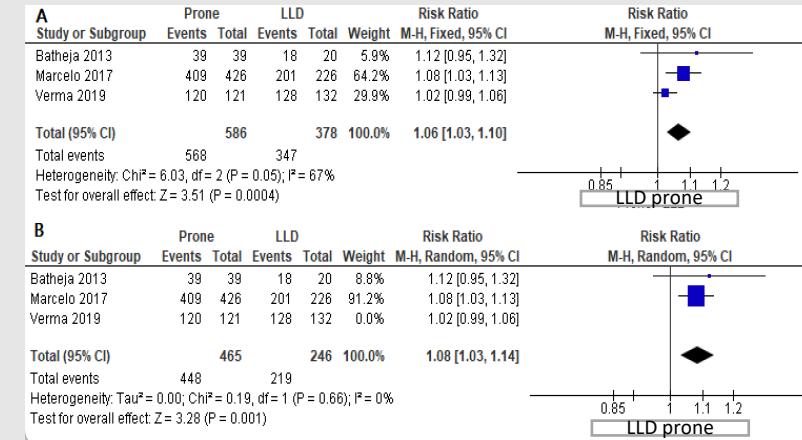 A Prone LLD Risk Ratio Risk Ratio
Study or Subgroup Events Total Events Total Weight M-H, Fixed, 95% CI M-H, Fixed, 95% CI
Batheja 2013 39 39 18 20 5.9% 1.12 [0.95, 1.32]
Marcelo 2017 409 426 201 226 64.2% 1.08 [1.03, 1.13]
Verma 2019 120 121 128 132 29.9% 1.02 [0.99, 1.06]
Total (95% CI) 586 378 100.0% 1.06 [1.03, 1.10]
Total events 568 347
Heterogeneity: Chi² = 6.03, df = 2 (P = 0.05); I² = 67%
Test for overall effect: Z = 3.51 (P = 0.0004)
0.85 1 1.1 1.2
LLD prone
B Prone LLD Risk Ratio Risk Ratio
Study or Subgroup Events Total Events Total Weight M-H, Random, 95% CI M-H, Random, 95% CI
Batheja 2013 39 39 18 20 8.8% 1.12 [0.95, 1.32]
Marcelo 2017 409 426 201 226 91.2% 1.08 [1.03, 1.13]
Verma 2019 120 121 128 132 0.0% 1.02 [0.99, 1.06]
Total (95% CI) 465 246 100.0% 1.08 [1.03, 1.14]
Total events 448 219
Heterogeneity: Tau² = 0.00; Chi² = 0.19, df = 1 (P = 0.66); I² = 0%
Test for overall effect: Z = 3.28 (P = 0.001)
0.85 1 1.1 1.2
LLD prone